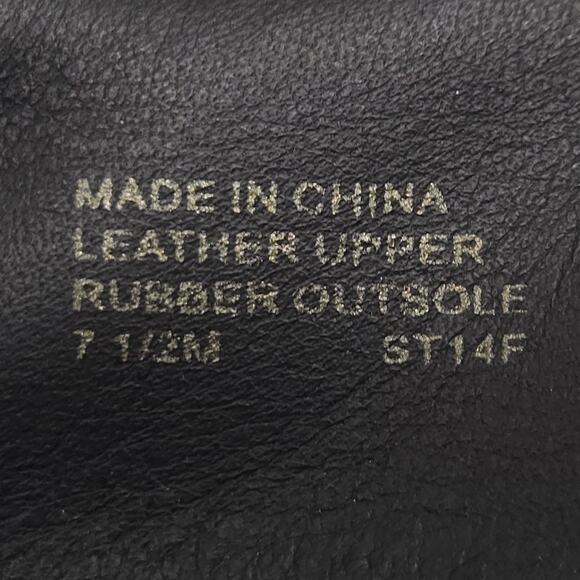 MADE IN CHINA
LEATHER UPPER
RUBBER OUTSOLE
7 1/2M ST14F